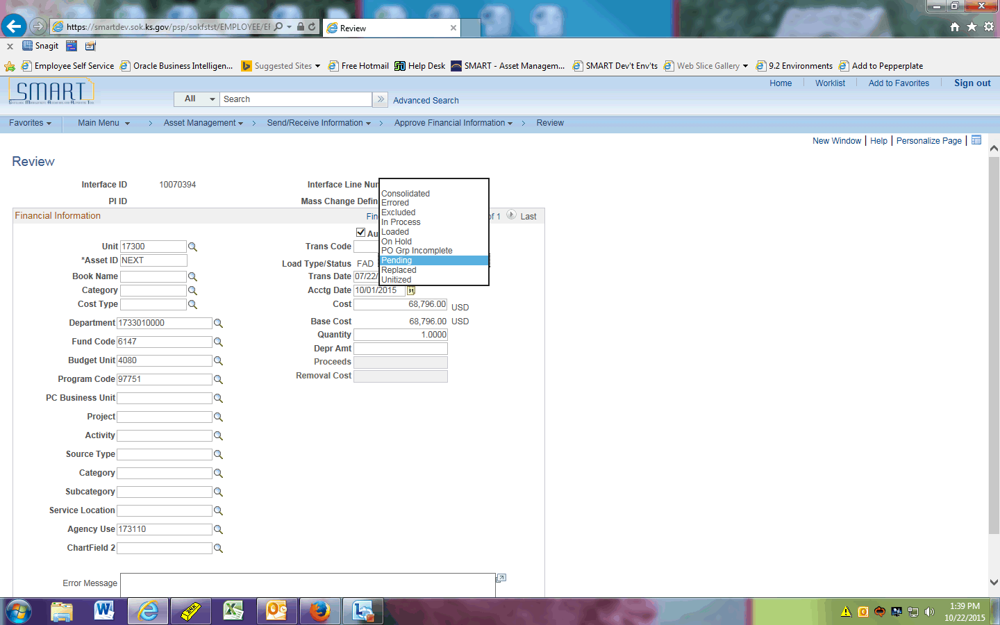 https://smartdev.sok.ks.gov/psp/sokfstst/EMPLOYEE/EF
Review
Snagit
Employee Self Service
Oracle Business Intelligen...
Suggested Sites
Free Hotmail
Help Desk
SMART - Asset Managem...
SMART Dev't Env'ts
Web Slice Gallery
9.2 Environments
Add to Pepperplate
SMART
Home
Worklist
Add to Favorites
Sign out
All
Search
Advanced Search
Favorites
Main Menu
Asset Management
Send/Receive Information
Approve Financial Information
Review
New Window
Help
Personalize Page
Review
Interface ID 10070394
Interface Line Num
PI ID
Mass Change Defin
Financial Information
Fin
of 1
Last
Au
Unit 17300
Trans Code
*Asset ID NEXT
Load Type/Status FAD
Book Name
Trans Date 07/22/
Category
Acctg Date 10/01/2015
31
Cost Type
Cost 68,796.00 USD
Department 1733010000
Base Cost 68,796.00 USD
Quantity 1.0000
Fund Code 6147
Depr Amt
Budget Unit 4080
Proceeds
Program Code 97751
Removal Cost
PC Business Unit
Project
Activity
Source Type
Category
Subcategory
Service Location
Agency Use 173110
ChartField 2
Error Message
Consolidated
Errored
Excluded
In Process
Loaded
On Hold
PO Grp Incomplete
Pending
Replaced
Unitized
1:39 PM
10/22/2015